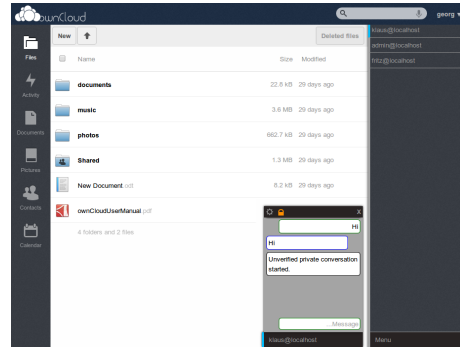 ownCloud
georg
Files
Activity
Documents
Pictures
Contacts
Calendar
New
Deleted files
Name Size Modified
documents 22.8 kB 29 days ago
music 3.6 MB 29 days ago
photos 662.7 kB 29 days ago
Shared 1.3 MB 29 days ago
New Document.odt 8.2 kB 29 days ago
ownCloudUserManual.pdf
4 folders and 2 files
x
Hi
Hi
Unverified private conversation
started.
...Message
klaus@localhost
klaus@localhost
admin@localhost
fritz@localhost
Menu